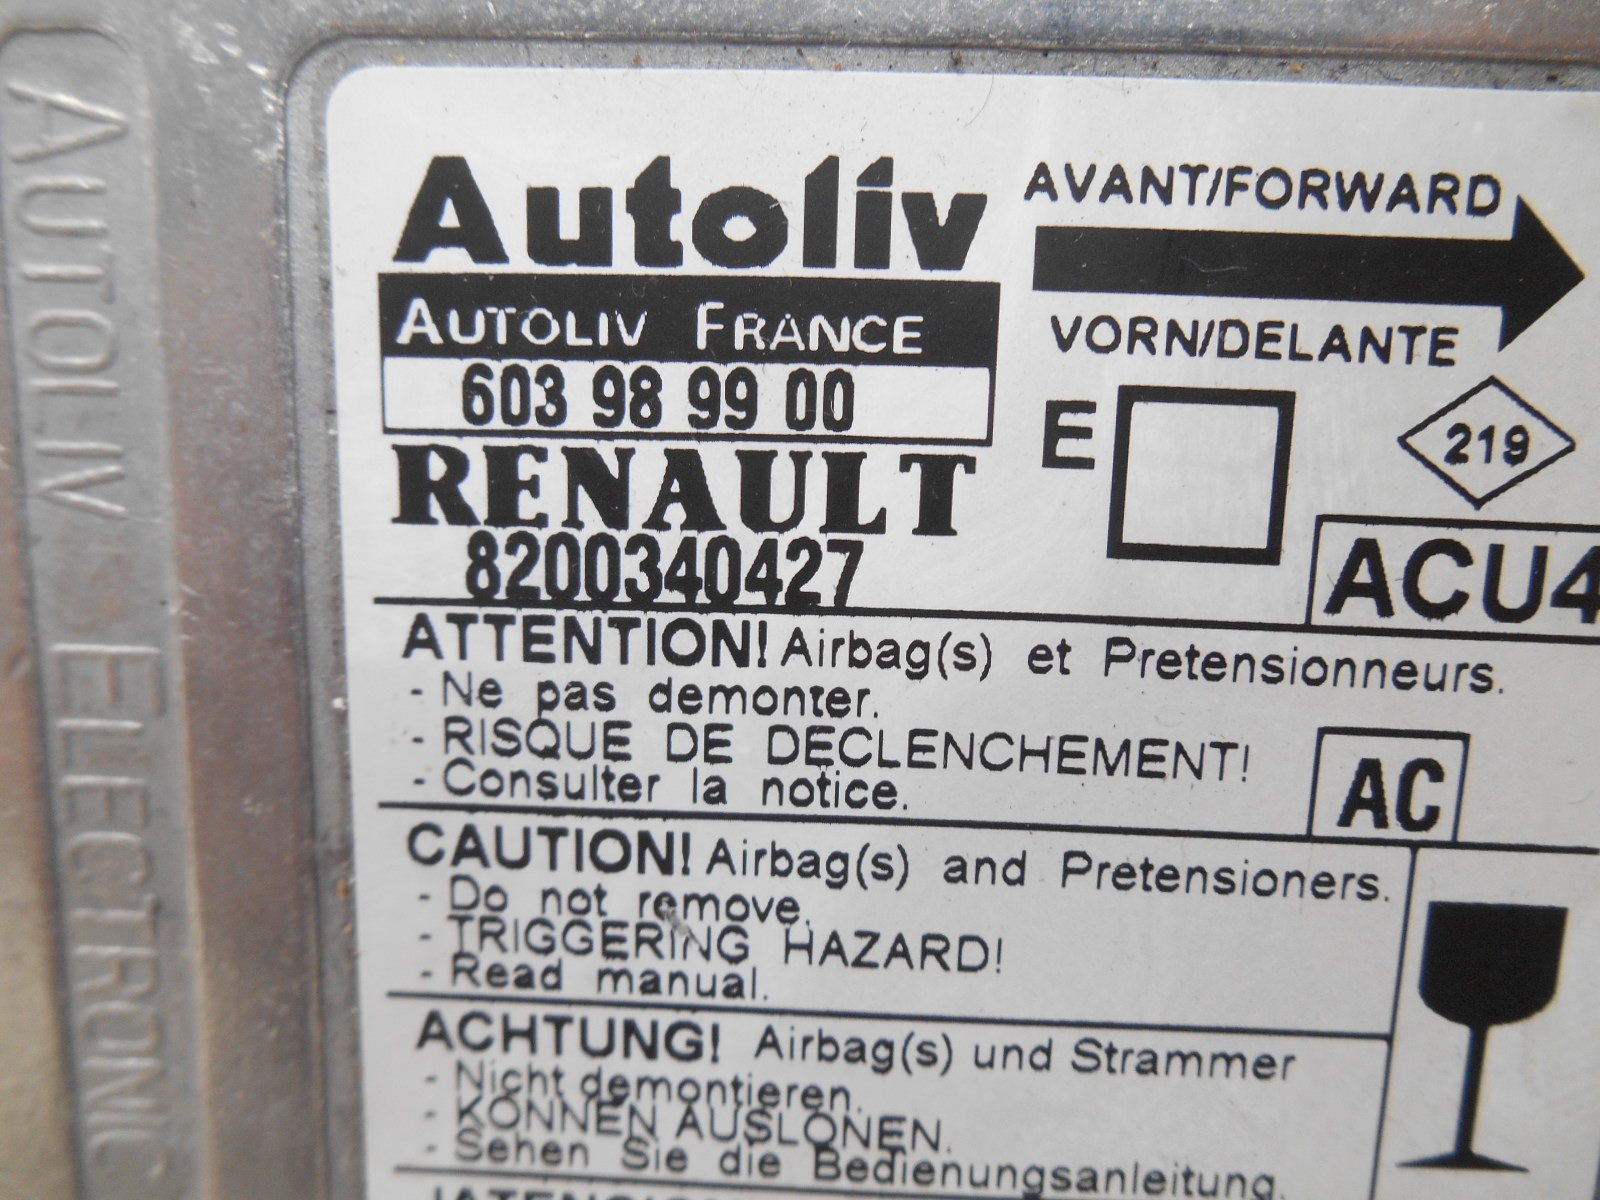 AUTOLIV ELECTRONIC
Autoliv
AUTOLIV FRANCE
603 98 99 00
RENAULT
8200340427
AVANT/FORWARD
VORN/DELANTE
E
219
ACU4
ATTENTION! Airbag(s) et Pretensionneurs.
- Ne pas demonter.
- RISQUE DE DECLENCHEMENT!
- Consulter la notice.
AC
CAUTION! Airbag(s) and Pretensioners.
- Do not remove.
- TRIGGERING HAZARD!
- Read manual.
ACHTUNG! Airbag(s) und Strammer
- Nicht demontieren.
- KONNEN AUSLONEN.
- Sehen Sie die Bedienungsanleitung.